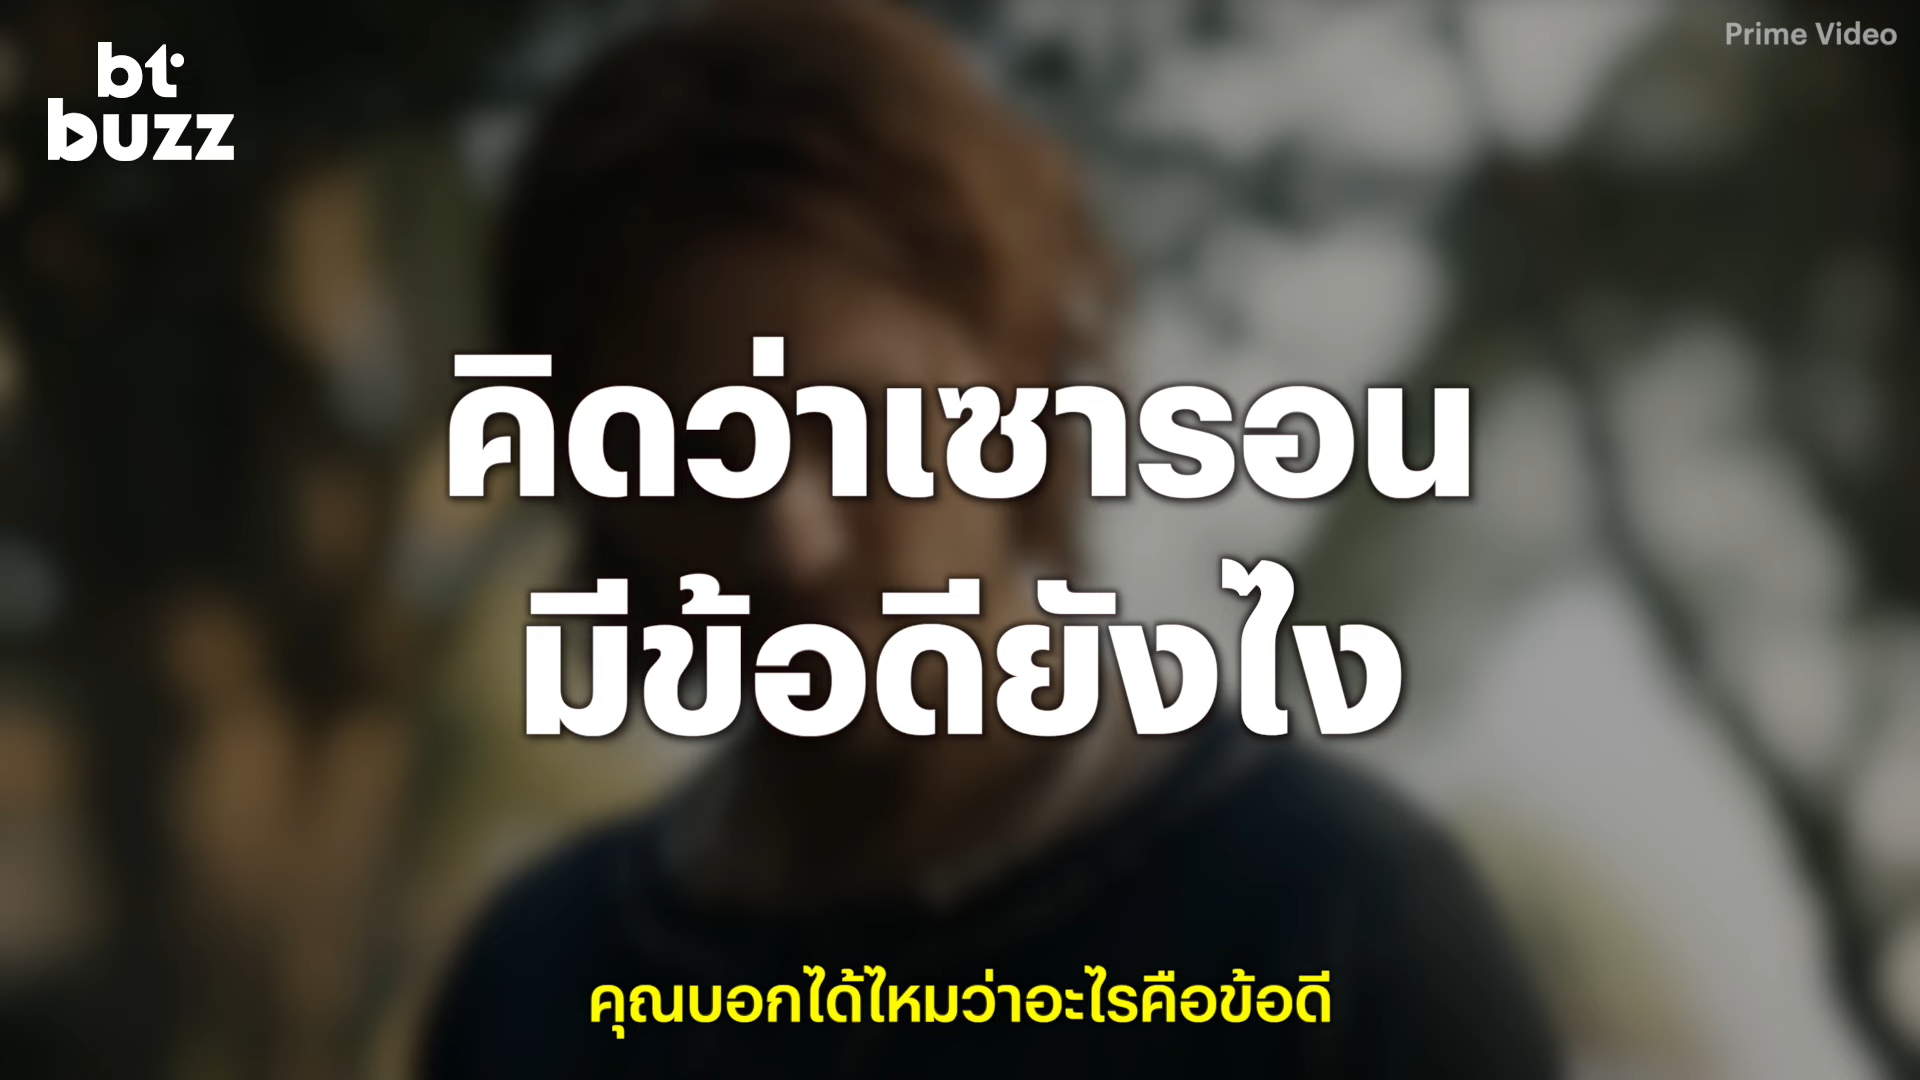 bt
buzz
Prime Video
คิดว่าเซารอน
มีข้อดียังไง
คุณบอกได้ไหมว่าอะไรคือข้อดี